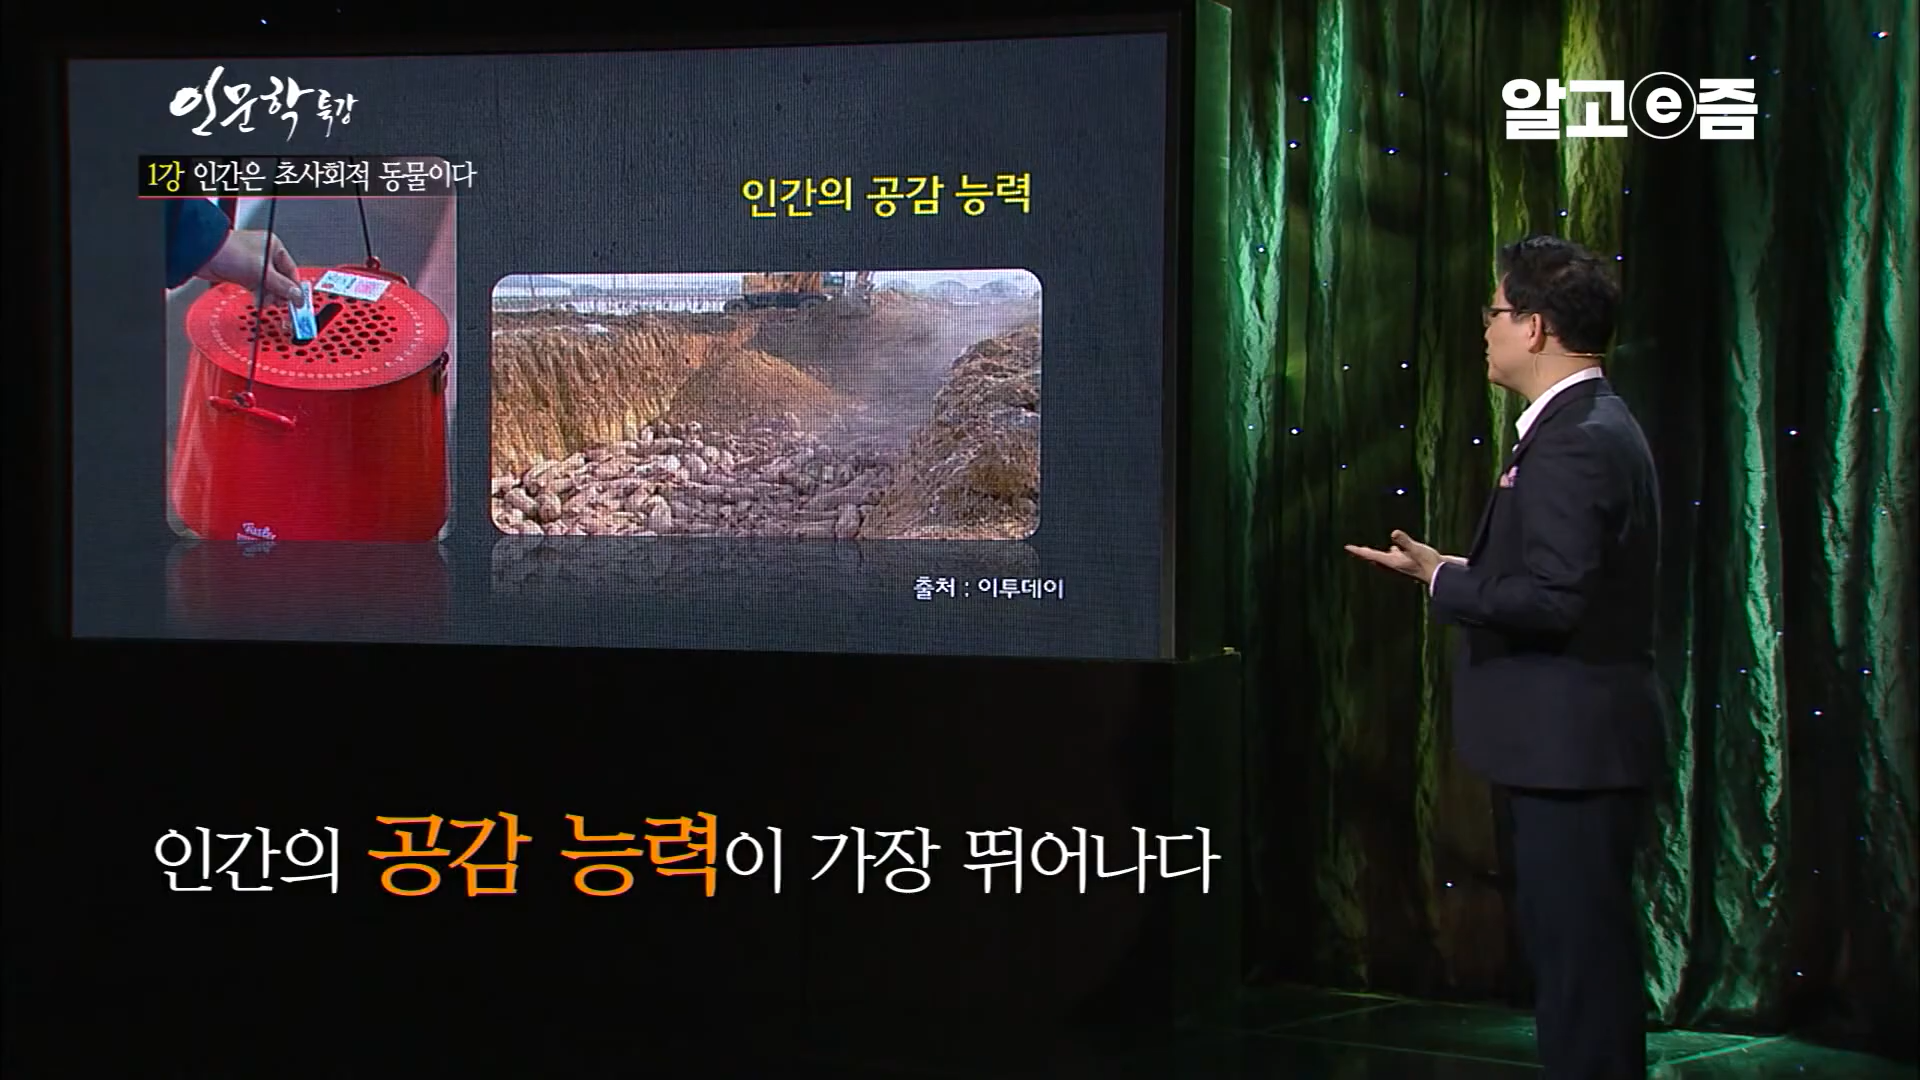 인문학 특강
알고e즘
1강 인간은 초사회적 동물이다
인간의 공감 능력
출처 : 이투데이
인간의 공감 능력이 가장 뛰어나다